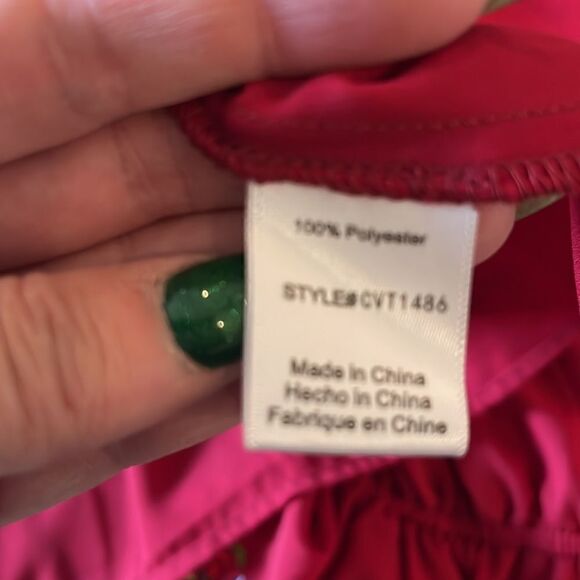 100% Polyester
STYLE#CVT1486
Made in China
Hecho in China
Fabrique en Chine